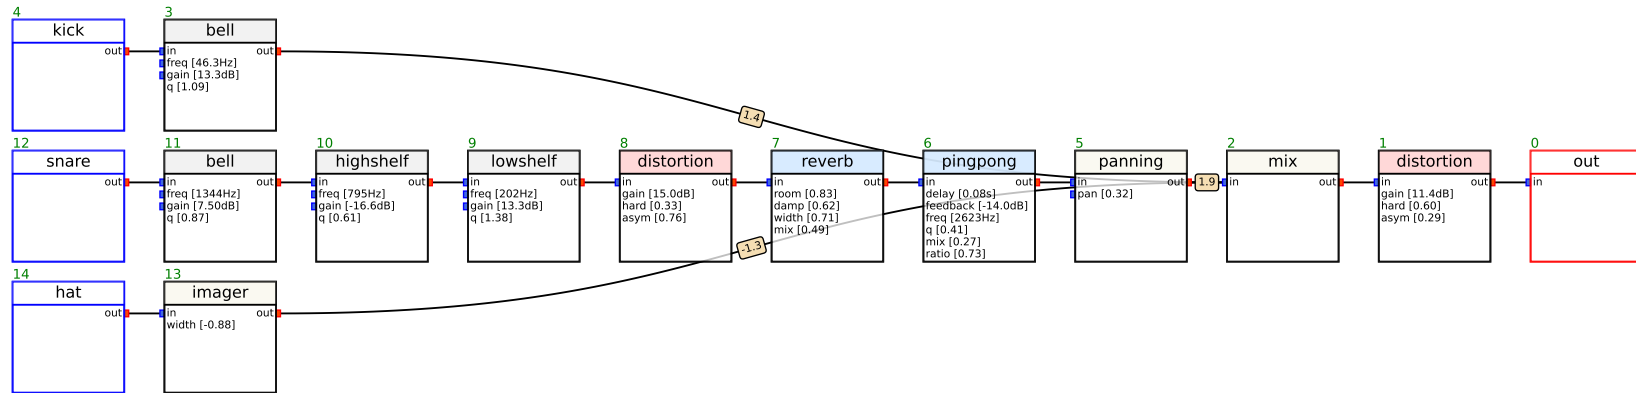 4
kick
out
3
bell
in out
freq [46.3Hz]
gain [13.3dB]
q [1.09]
1.4
12
snare
out
11
bell
in out
freq [1344Hz]
gain [7.50dB]
q [0.87]
10
highshelf
in out
freq [795Hz]
gain [-16.6dB]
q [0.61]
9
lowshelf
in out
freq [202Hz]
gain [13.3dB]
q [1.38]
8
distortion
in out
gain [15.0dB]
hard [0.33]
asym [0.76]
7
reverb
in out
room [0.83]
damp [0.62]
width [0.71]
mix [0.49]
6
pingpong
in out
delay [0.08s]
feedback [-14.0dB]
freq [2623Hz]
q [0.41]
mix [0.27]
ratio [0.73]
5
panning
in out
pan [0.32]
1.9
2
mix
in out
1
distortion
in out
gain [11.4dB]
hard [0.60]
asym [0.29]
0
out
in
-1.3
14
hat
out
13
imager
in out
width [-0.88]